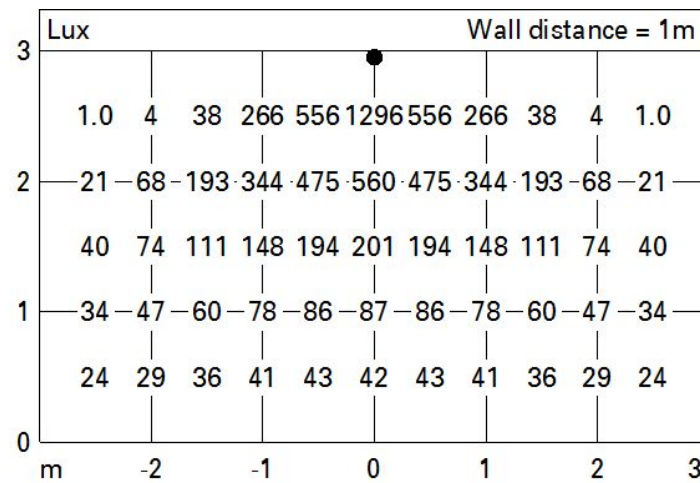 Lux Wall distance = 1m
3
1.0 4 38 266 556 1296 556 266 38 4 1.0
2 21 68 193 344 475 560 475 344 193 68 21
40 74 111 148 194 201 194 148 111 74 40
1 34 47 60 78 86 87 86 78 60 47 34
24 29 36 41 43 42 43 41 36 29 24
0
m -2 -1 0 1 2 3